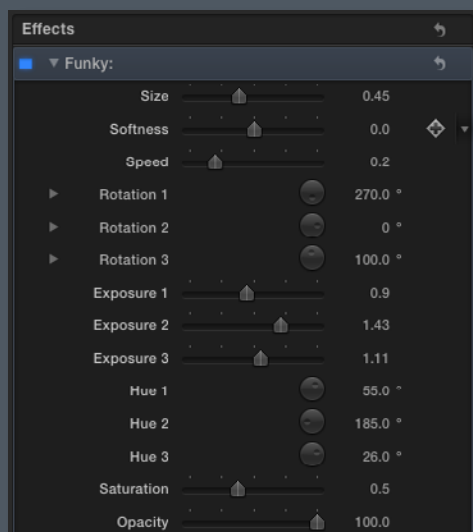 Effects
Funky:
Size 0.45
Softness 0.0
Speed 0.2
Rotation 1 270.0 °
Rotation 2 0 °
Rotation 3 100.0 °
Exposure 1 0.9
Exposure 2 1.43
Exposure 3 1.11
Hue 1 55.0 °
Hue 2 185.0 °
Hue 3 26.0 °
Saturation 0.5
Opacity 100.0